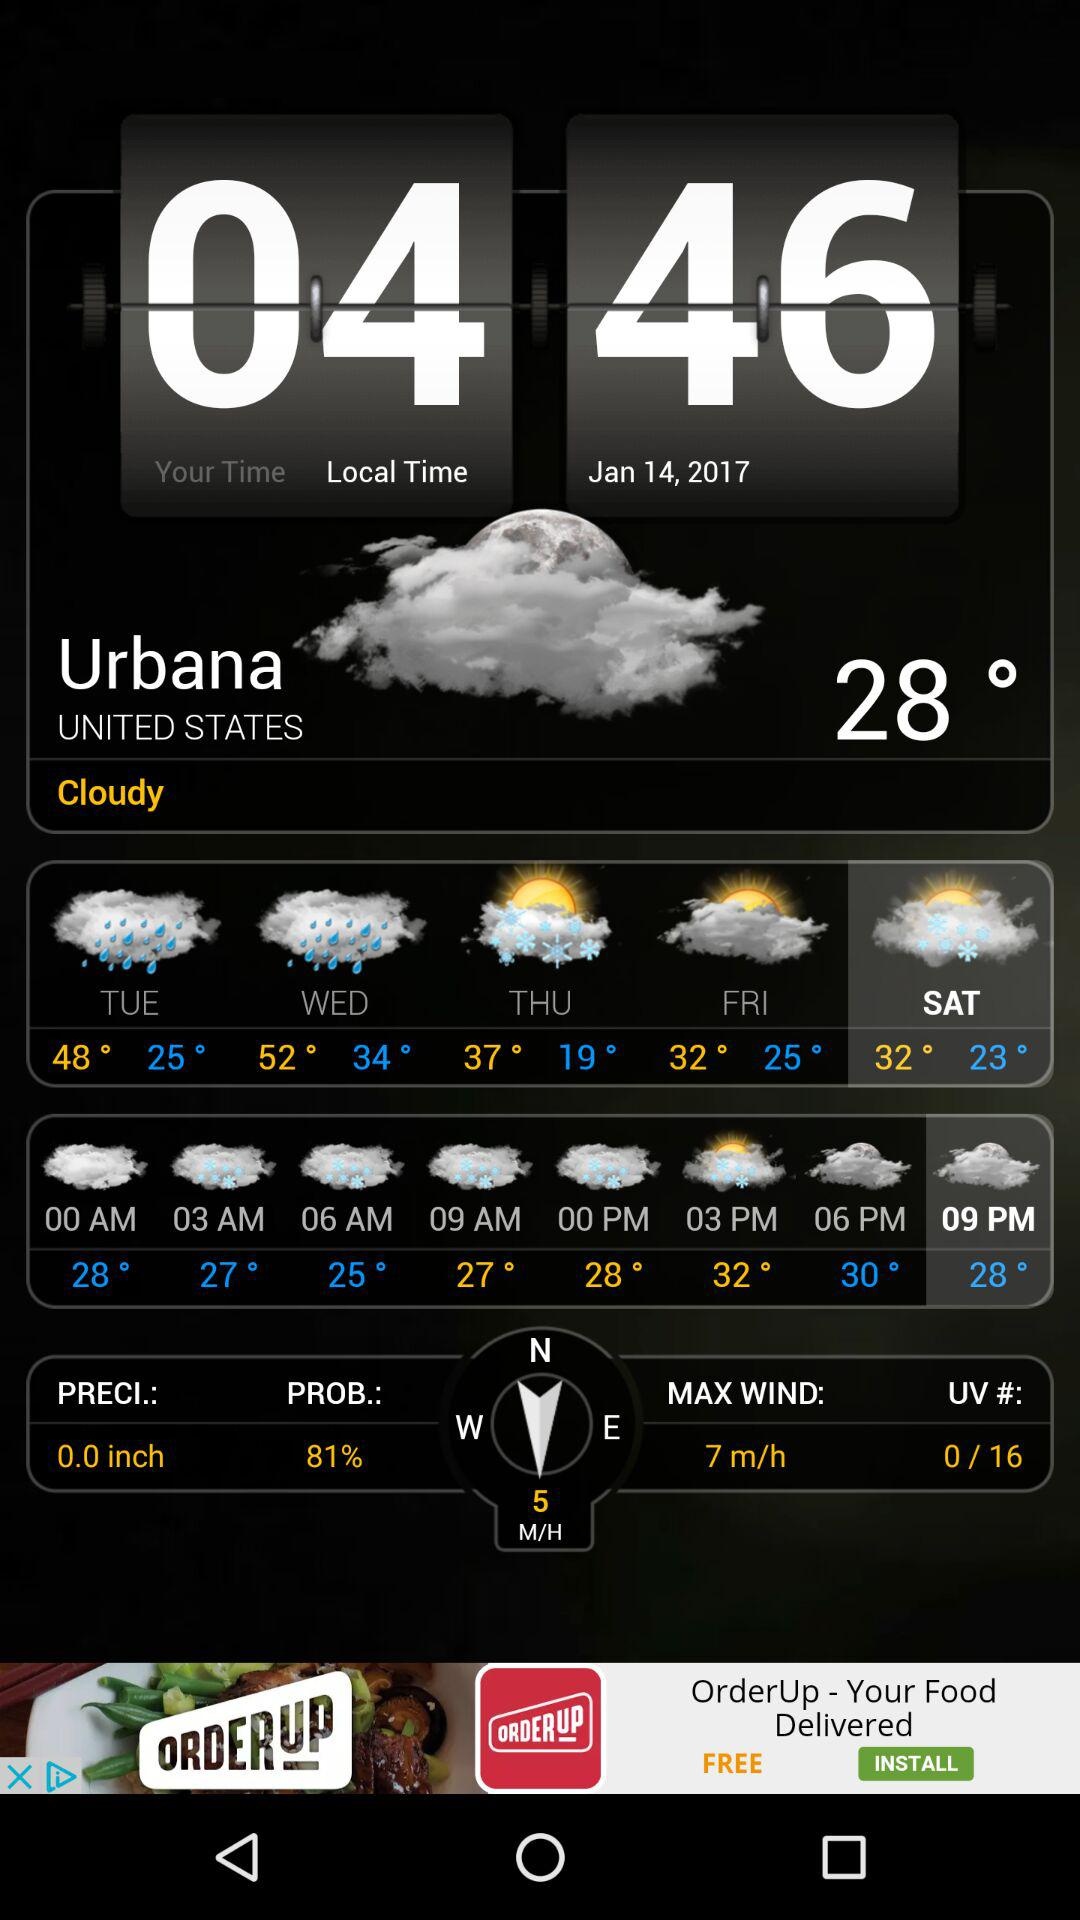 04 46
Your Time Local Time Jan 14, 2017
Urbana
28 °
UNITED STATES
Cloudy
TUE WED THU FRI SAT
48 ° 25 ° 52 ° 34 ° 37 ° 19 ° 32 ° 25 ° 32 ° 23 °
00 AM 03 AM 06 AM 09 AM 00 PM 03 PM 06 PM 09 PM
28 ° 27 ° 25 ° 27 ° 28 ° 32 ° 30 ° 28 °
N
PRECI.: PROB.: MAX WIND: UV #:
W E
0.0 inch 81% 7 m/h 0 / 16
5
M/H
ORDERUP
ORDERUP
OrderUp - Your Food
Delivered
FREE INSTALL